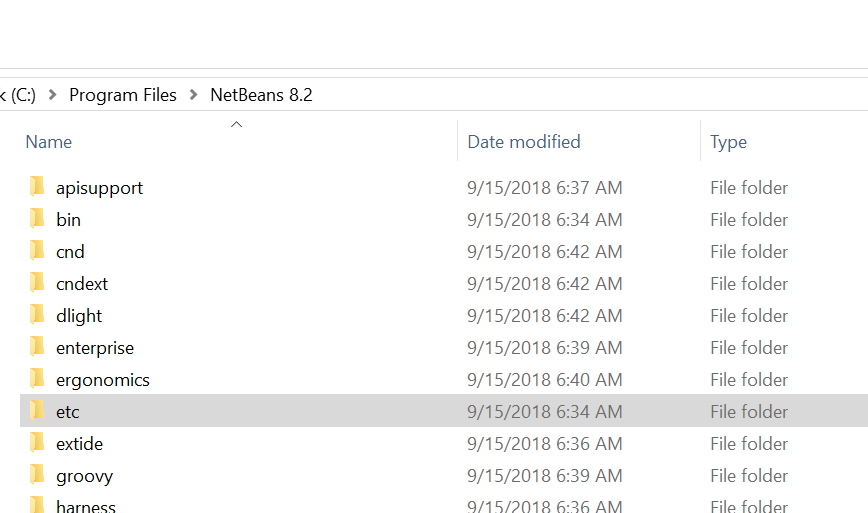 k (C:) > Program Files > NetBeans 8.2
Name Date modified Type
apisupport 9/15/2018 6:37 AM File folder
bin 9/15/2018 6:34 AM File folder
cnd 9/15/2018 6:42 AM File folder
cndext 9/15/2018 6:42 AM File folder
dlight 9/15/2018 6:42 AM File folder
enterprise 9/15/2018 6:39 AM File folder
ergonomics 9/15/2018 6:40 AM File folder
etc 9/15/2018 6:34 AM File folder
extide 9/15/2018 6:36 AM File folder
groovy 9/15/2018 6:39 AM File folder
harness 9/15/2018 6:36 AM File folder